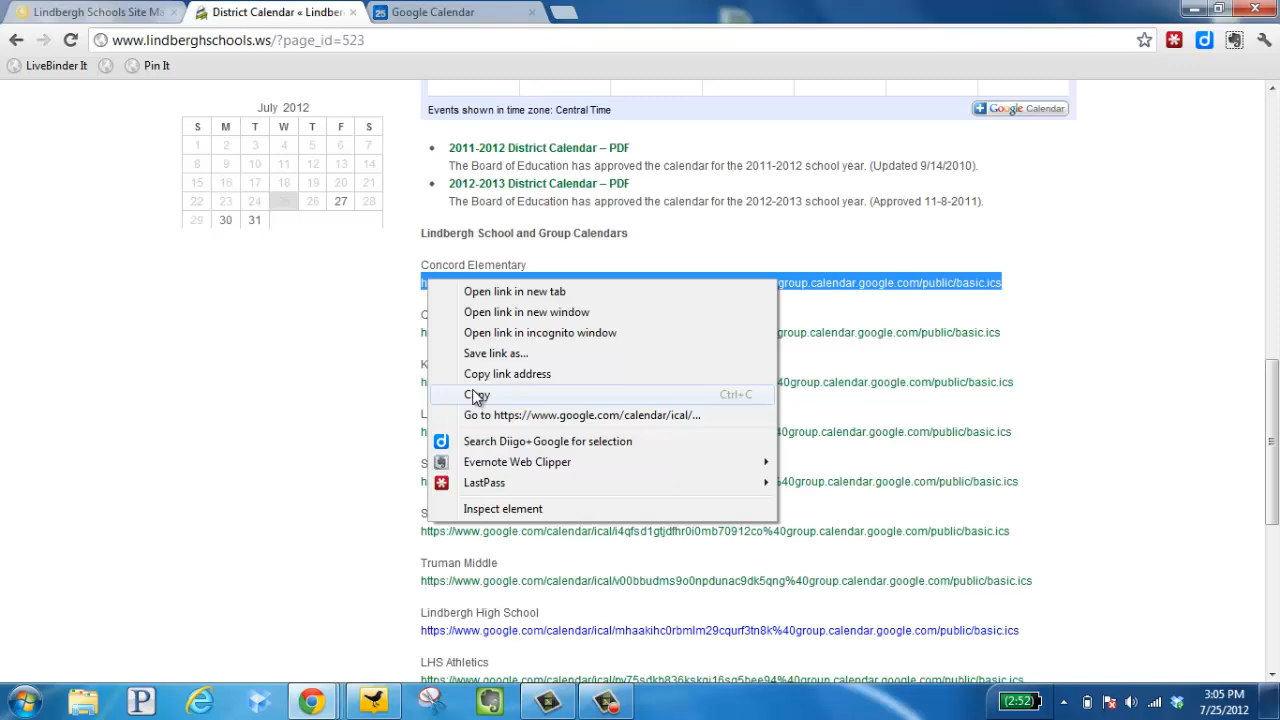 Lindbergh Schools Site Ma
District Calendar « Lindber
25 Google Calendar
www.lindberghschools.ws/?page_id=523
LiveBinder It
Pin It
July 2012
S M T W T F S
1 2 3 4 5 6 7
8 9 10 11 12 13 14
15 16 17 18 19 20 21
22 23 24 25 26 27 28
29 30 31
Events shown in time zone: Central Time
Google Calendar
2011-2012 District Calendar – PDF
The Board of Education has approved the calendar for the 2011-2012 school year. (Updated 9/14/2010).
2012-2013 District Calendar – PDF
The Board of Education has approved the calendar for the 2012-2013 school year. (Approved 11-8-2011).
Lindbergh School and Group Calendars
Concord Elementary
h group.calendar.google.com/public/basic.ics
Open link in new tab
Open link in new window
Open link in incognito window
Save link as...
Copy link address
Copy Ctrl+C
Go to https://www.google.com/calendar/ical/...
Search Diigo+Google for selection
Evernote Web Clipper
LastPass
Inspect element
C
h %40group.calendar.google.com/public/basic.ics
K
h %40group.calendar.google.com/public/basic.ics
L
h %40group.calendar.google.com/public/basic.ics
S
h %40group.calendar.google.com/public/basic.ics
S
https://www.google.com/calendar/ical/i4qfsd1gtjdfhr0i0mb70912co%40group.calendar.google.com/public/basic.ics
Truman Middle
https://www.google.com/calendar/ical/v00bbudms9o0npdunac9dk5qng%40group.calendar.google.com/public/basic.ics
Lindbergh High School
https://www.google.com/calendar/ical/mhaakihc0rbmlm29cqurf3tn8k%40group.calendar.google.com/public/basic.ics
LHS Athletics
(2:52)
3:05 PM
7/25/2012